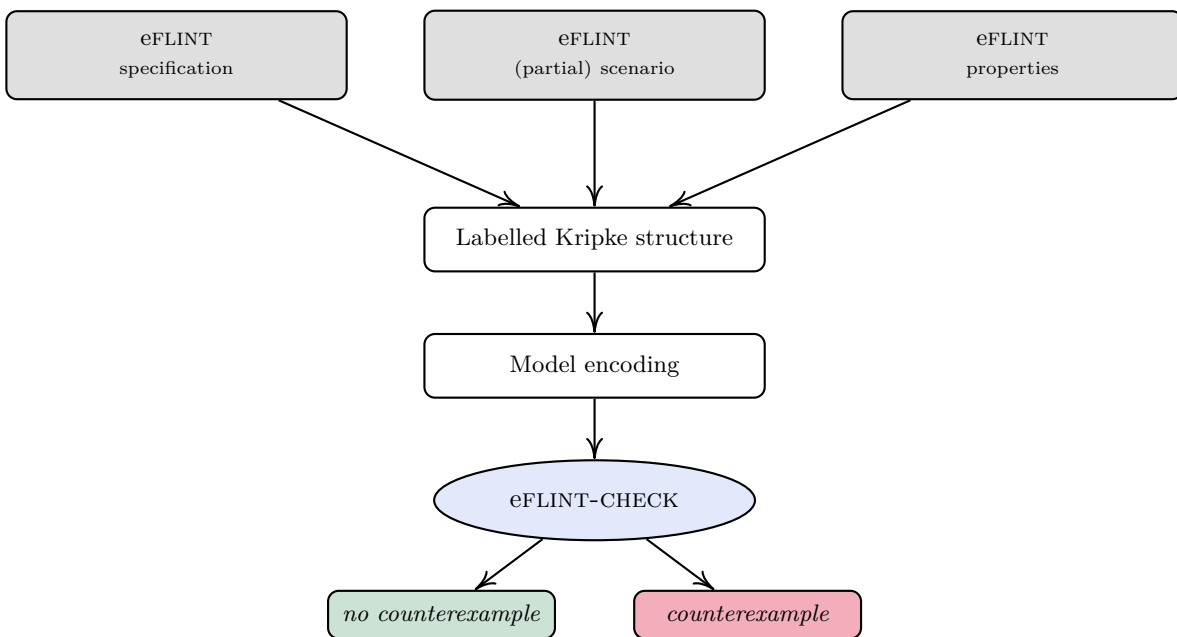 eFLINT
specification
eFLINT
(partial) scenario
eFLINT
properties
Labelled Kripke structure
Model encoding
eFLINT-CHECK
no counterexample
counterexample